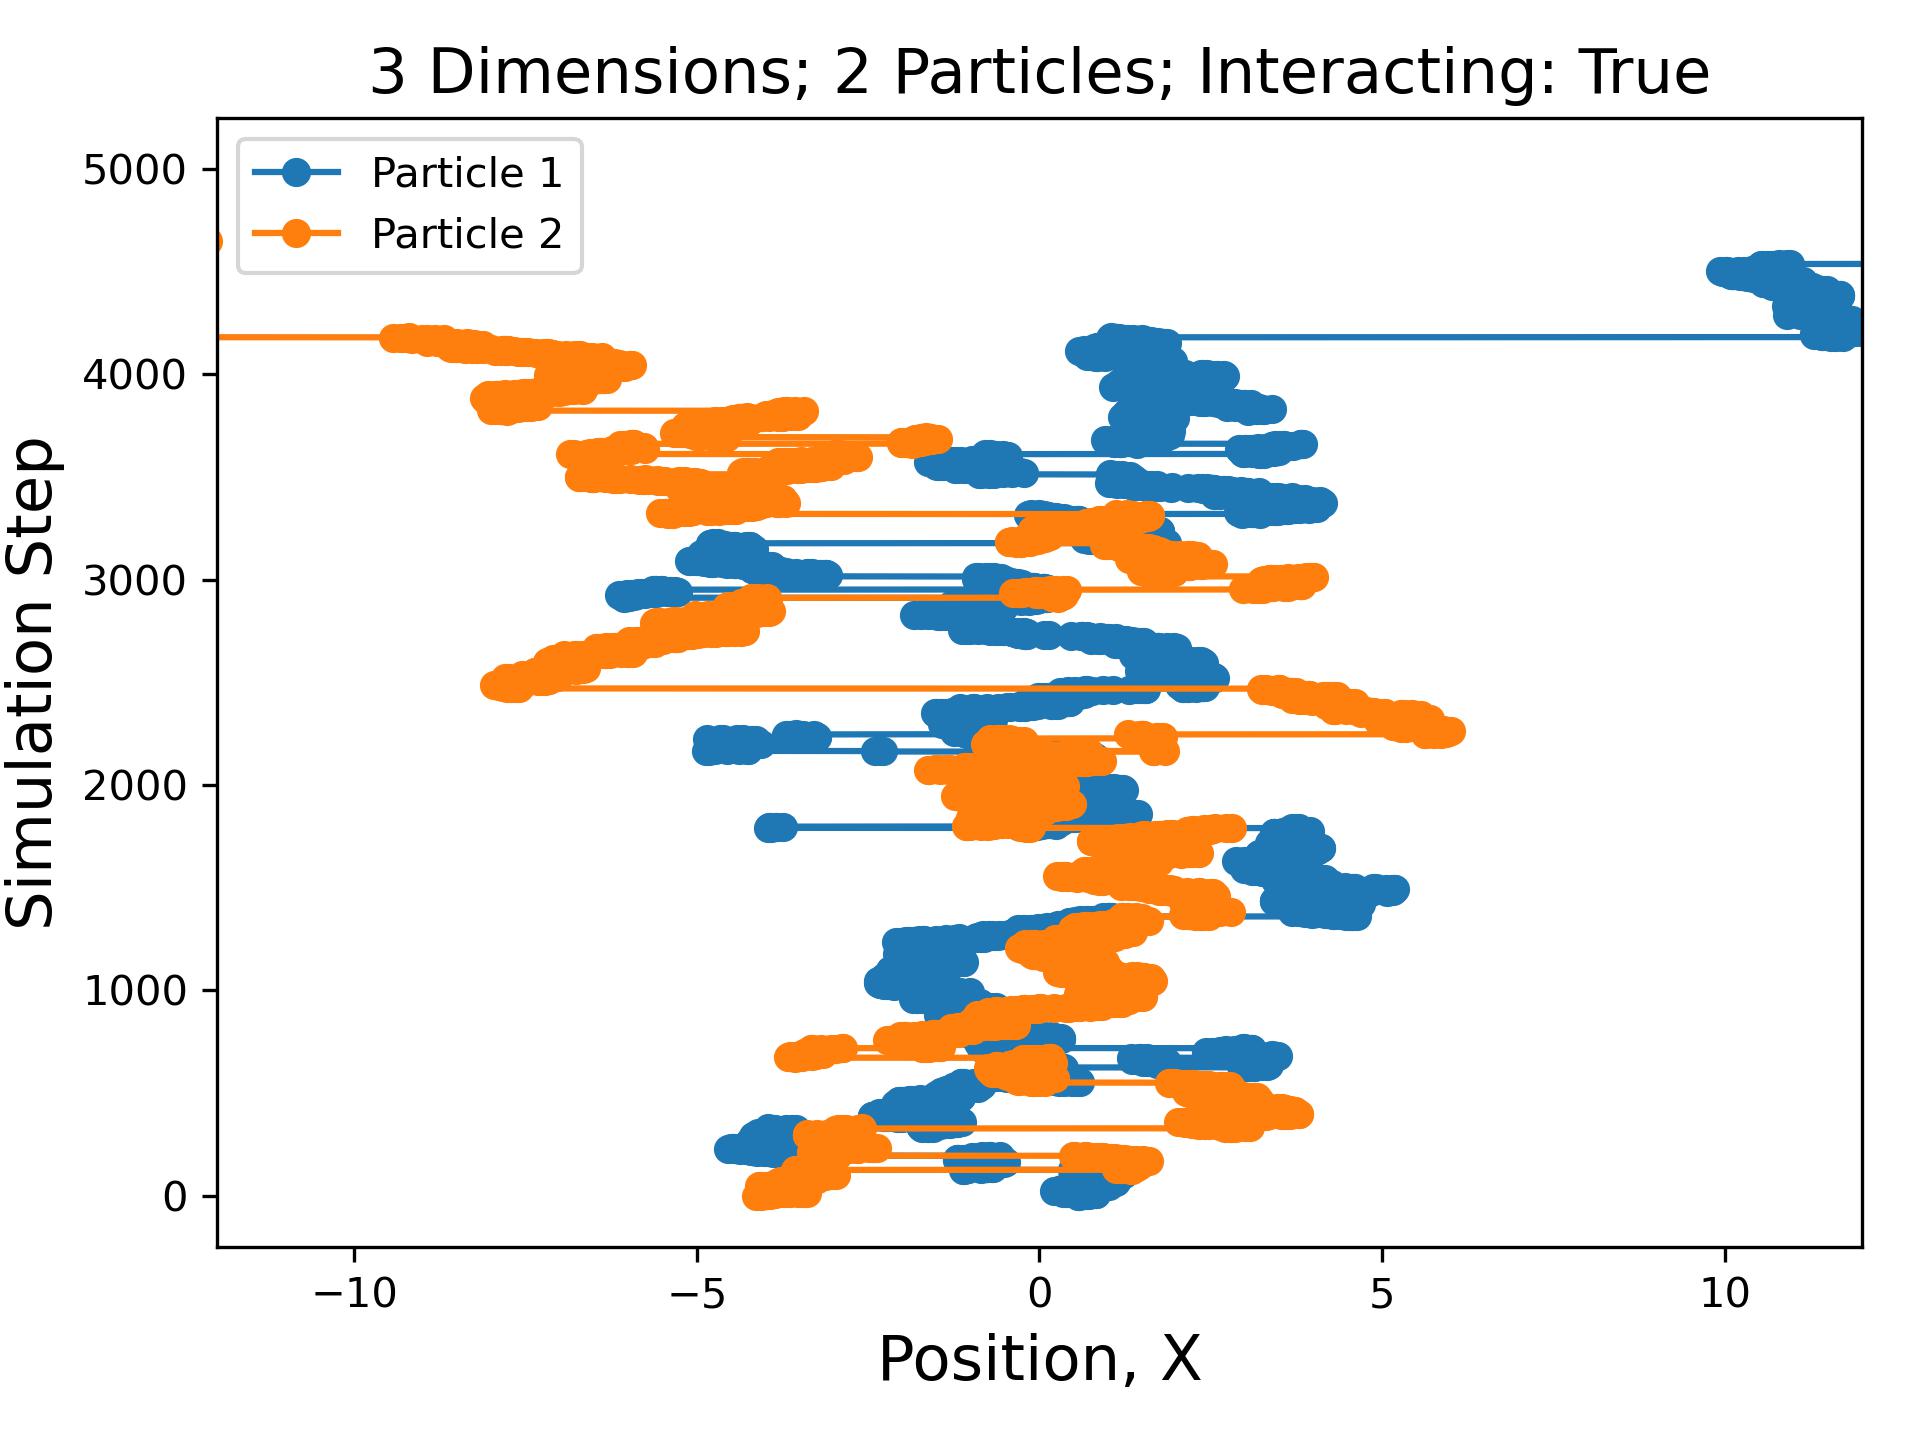 3 Dimensions; 2 Particles; Interacting: True
Particle 1
Particle 2
5000
4000
3000
2000
1000
0
Simulation Step
−10
−5
0
5
10
Position, X